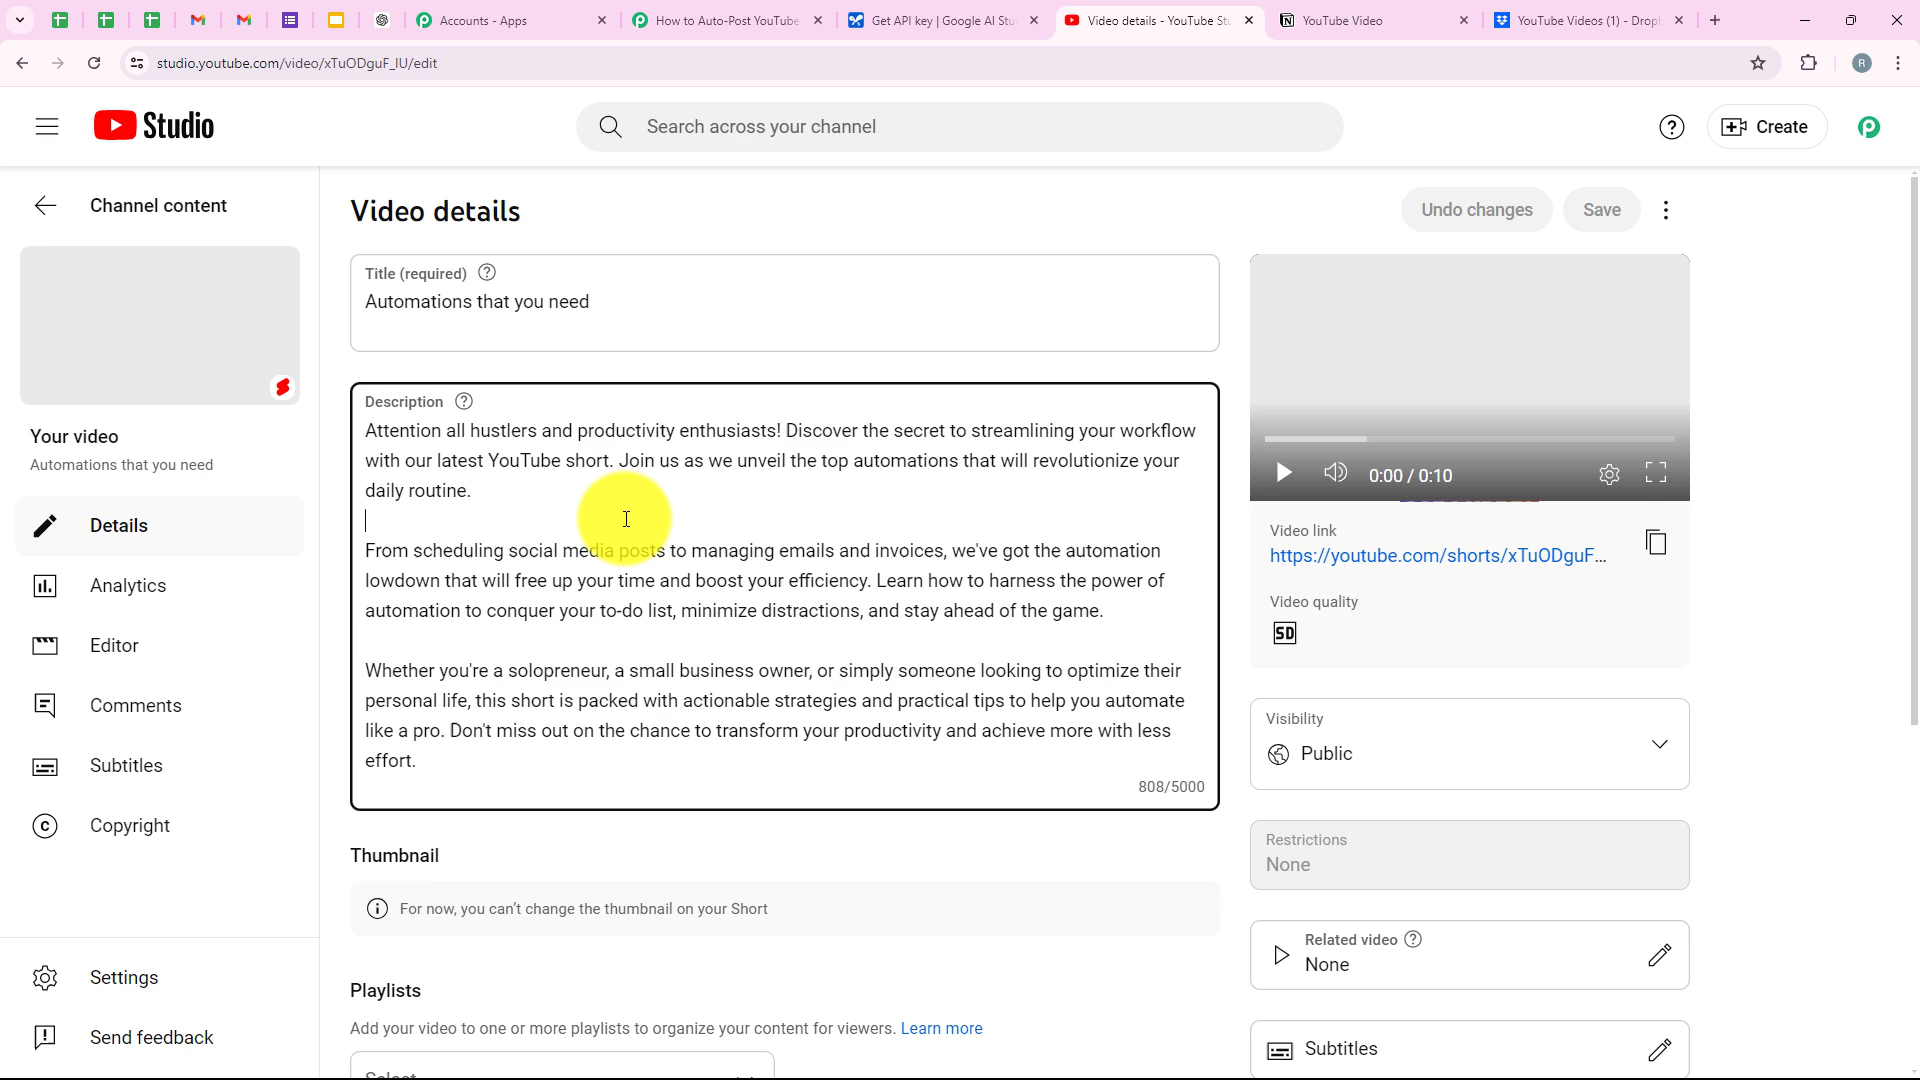 Accounts - Apps
How to Auto-Post YouTube
Get API key | Google AI Stu
Video details - YouTube Stu
YouTube Video
YouTube Videos (1) - Dropb
studio.youtube.com/video/xTuODguF_IU/edit
R
Studio
Search across your channel
Create
Channel content
Video details
Undo changes
Save
Title (required)
Automations that you need
Your video
Automations that you need
Details
Analytics
Editor
Comments
Subtitles
Copyright
Settings
Send feedback
Description
Attention all hustlers and productivity enthusiasts! Discover the secret to streamlining your workflow
with our latest YouTube short. Join us as we unveil the top automations that will revolutionize your
daily routine.
From scheduling social media posts to managing emails and invoices, we've got the automation
lowdown that will free up your time and boost your efficiency. Learn how to harness the power of
automation to conquer your to-do list, minimize distractions, and stay ahead of the game.
Whether you're a solopreneur, a small business owner, or simply someone looking to optimize their
personal life, this short is packed with actionable strategies and practical tips to help you automate
like a pro. Don't miss out on the chance to transform your productivity and achieve more with less
effort.
808/5000
Thumbnail
For now, you can't change the thumbnail on your Short
Playlists
Add your video to one or more playlists to organize your content for viewers. Learn more
Select
0:00 / 0:10
Video link
https://youtube.com/shorts/xTuODguF...
Video quality
SD
Visibility
Public
Restrictions
None
Related video
None
Subtitles